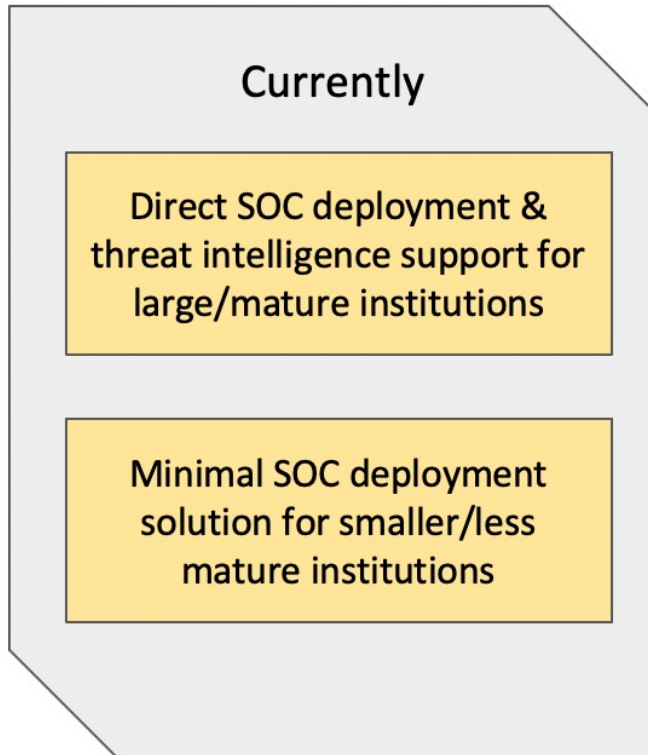 Currently
Direct SOC deployment &
threat intelligence support for
large/mature institutions
Minimal SOC deployment
solution for smaller/less
mature institutions